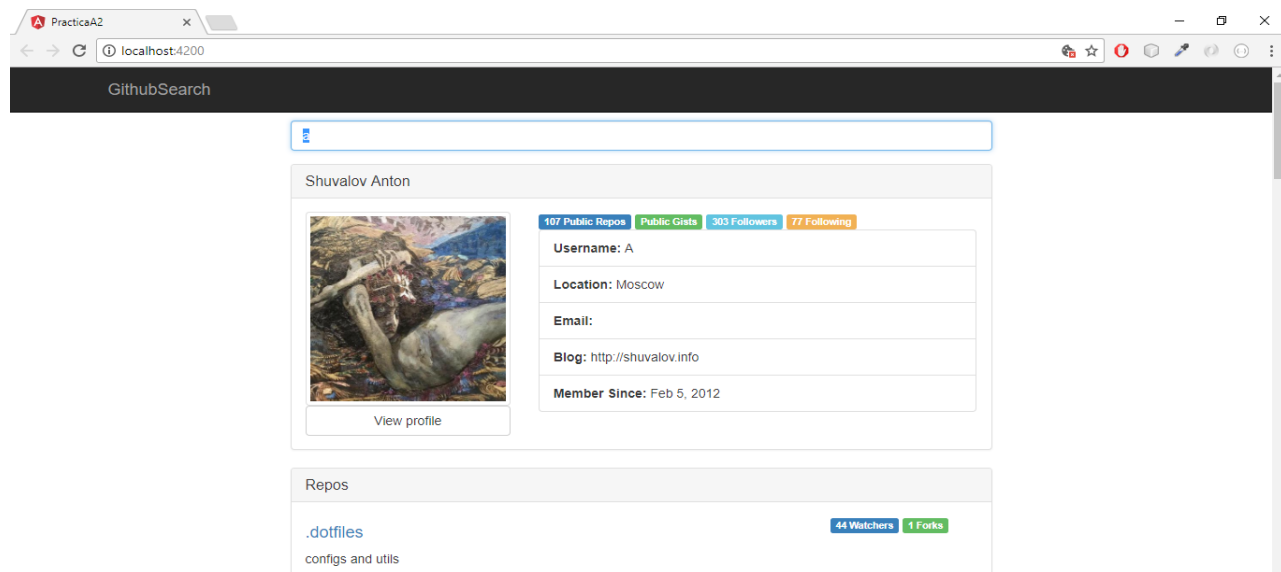 PracticaA2
localhost:4200
GithubSearch
a
Shuvalov Anton
107 Public Repos Public Gists 303 Followers 77 Following
Username: A
Location: Moscow
Email:
Blog: http://shuvalov.info
Member Since: Feb 5, 2012
View profile
Repos
.dotfiles
44 Watchers 1 Forks
configs and utils